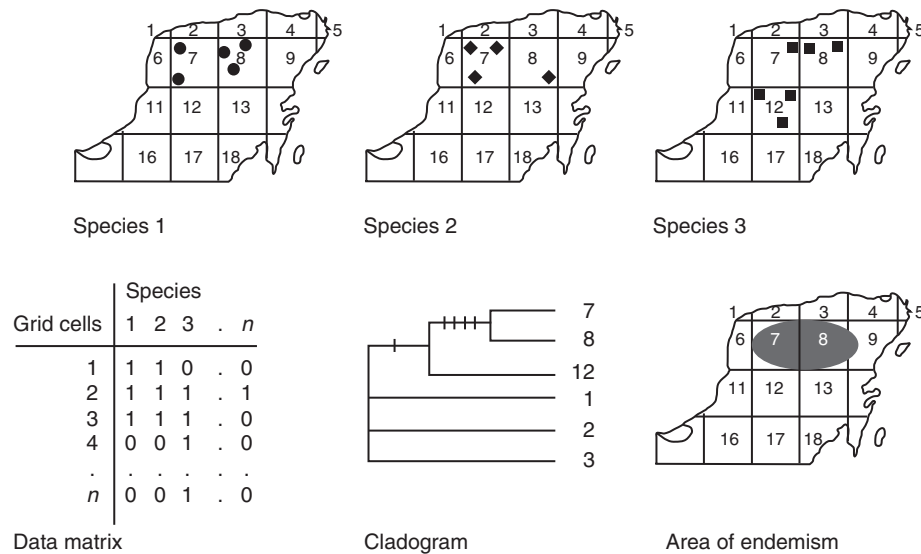 1 2 3 4 5
6 7 8 9
11 12 13
16 17 18
Species 1
1 2 3 4 5
6 7 8 9
11 12 13
16 17 18
Species 2
1 2 3 4 5
6 7 8 9
11 12 13
16 17 18
Species 3
Species
Grid cells 1 2 3 . n
1 1 1 0 . 0
2 1 1 1 . 1
3 1 1 1 . 0
4 0 0 1 . 0
. . . . . .
n 0 0 1 . 0
Data matrix
7
8
12
1
2
3
Cladogram
1 2 3 4 5
6 7 8 9
11 12 13
16 17 18
Area of endemism